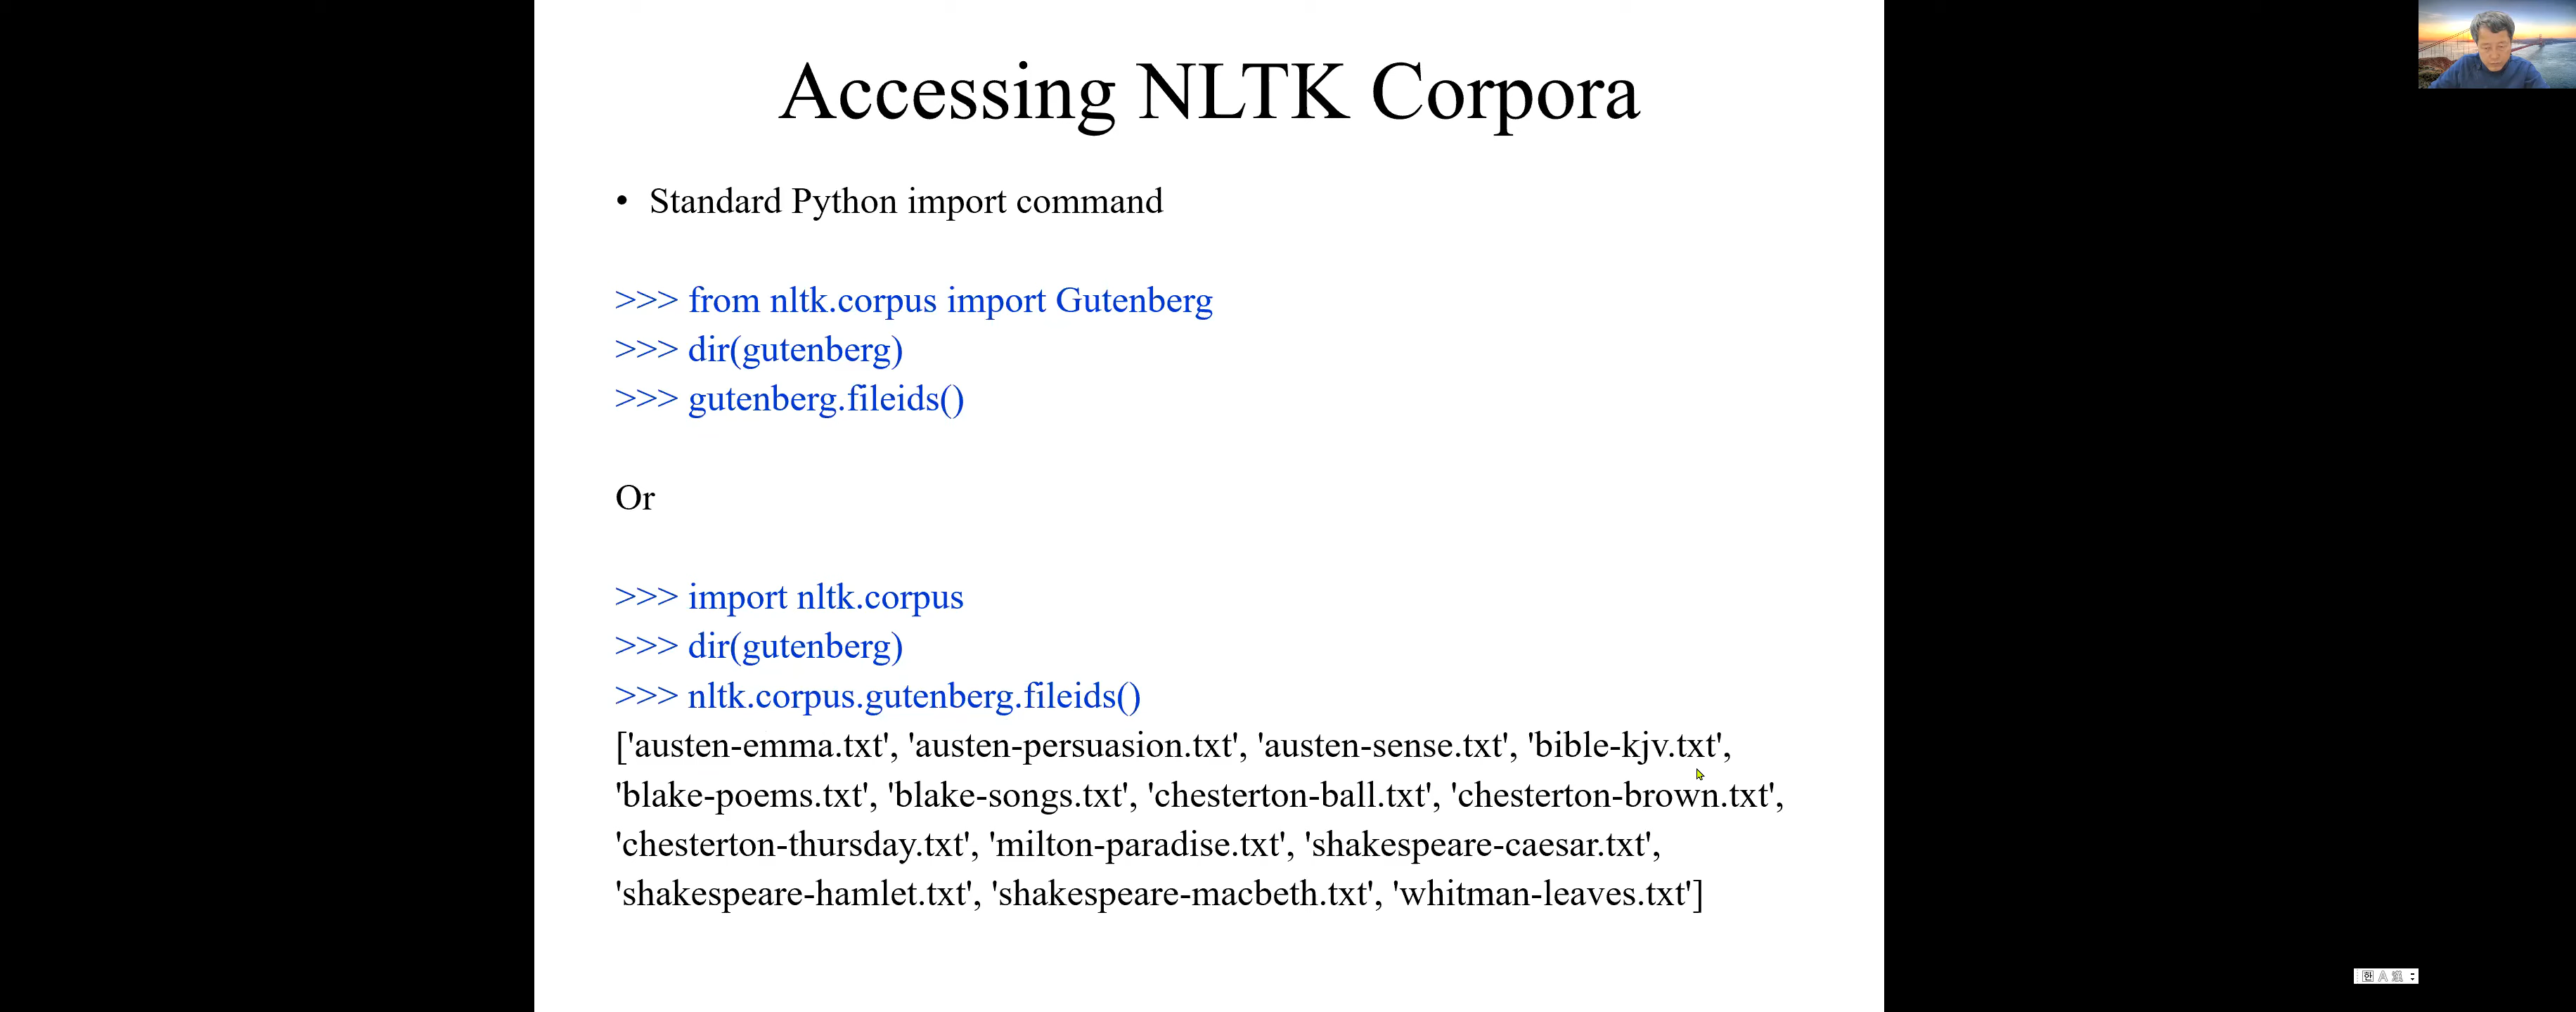 Accessing NLTK Corpora
• Standard Python import command
>>> from nltk.corpus import Gutenberg
>>> dir(gutenberg)
>>> gutenberg.fileids()
Or
>>> import nltk.corpus
>>> dir(gutenberg)
>>> nltk.corpus.gutenberg.fileids()
['austen-emma.txt', 'austen-persuasion.txt', 'austen-sense.txt', 'bible-kjv.txt',
'blake-poems.txt', 'blake-songs.txt', 'chesterton-ball.txt', 'chesterton-brown.txt',
'chesterton-thursday.txt', 'milton-paradise.txt', 'shakespeare-caesar.txt',
'shakespeare-hamlet.txt', 'shakespeare-macbeth.txt', 'whitman-leaves.txt']
한 A 漢